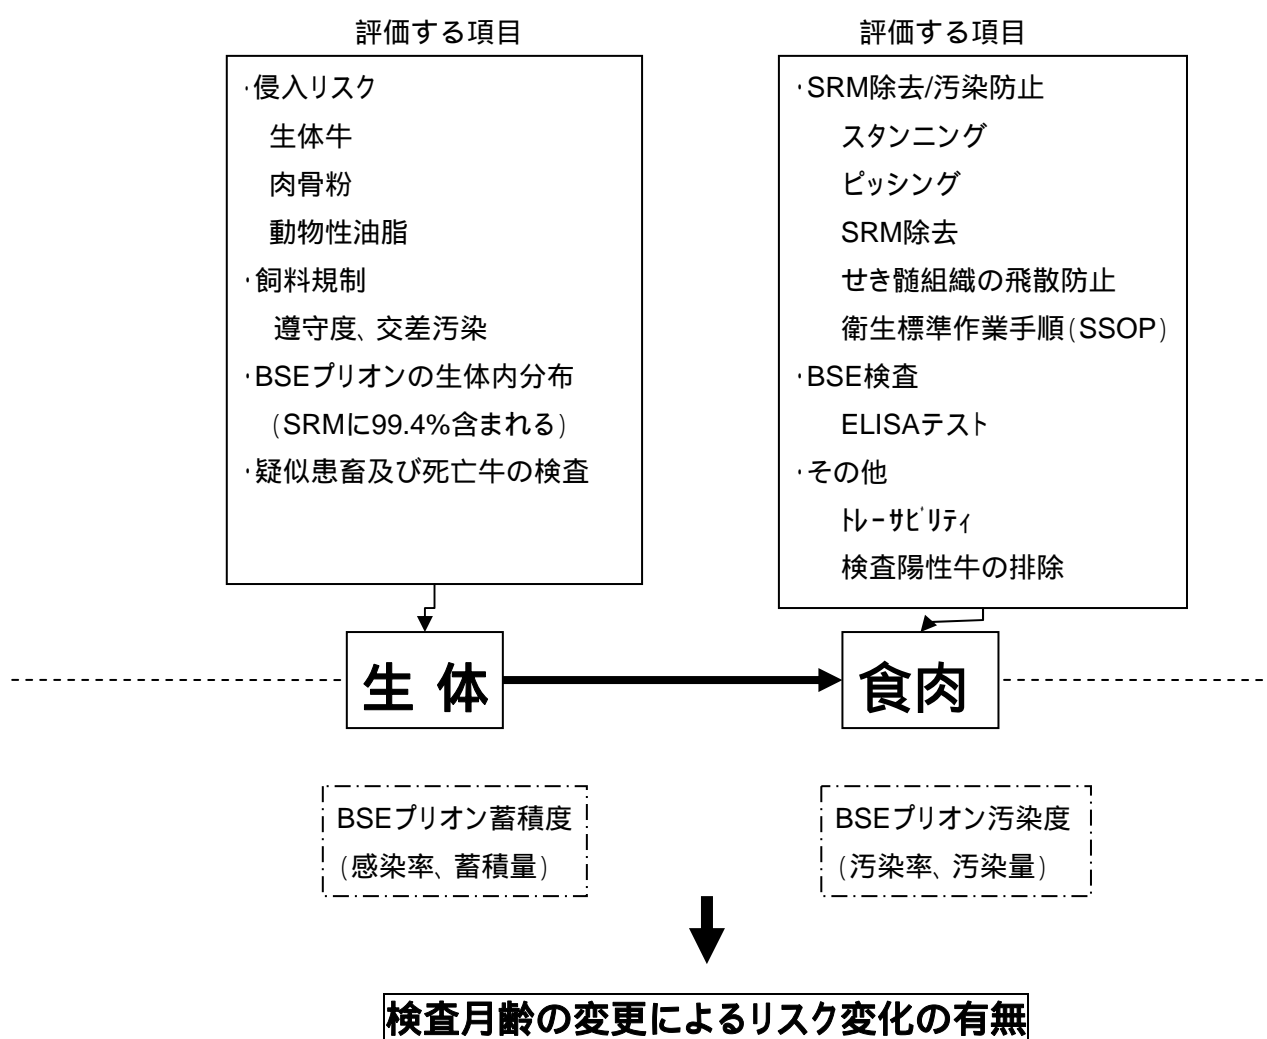 評価する項目
・侵入リスク
生体牛
肉骨粉
動物性油脂
・飼料規制
遵守度、交差汚染
・BSEプリオンの生体内分布
(SRMに99.4%含まれる)
・疑似患畜及び死亡牛の検査
評価する項目
・SRM除去/汚染防止
スタンニング
ピッシング
SRM除去
せき髄組織の飛散防止
衛生標準作業手順(SSOP)
・BSE検査
ELISAテスト
・その他
トレーサビリティ
検査陽性牛の排除
生 体
食肉
BSEプリオン蓄積度
(感染率、蓄積量)
BSEプリオン汚染度
(汚染率、汚染量)
検査月齢の変更によるリスク変化の有無